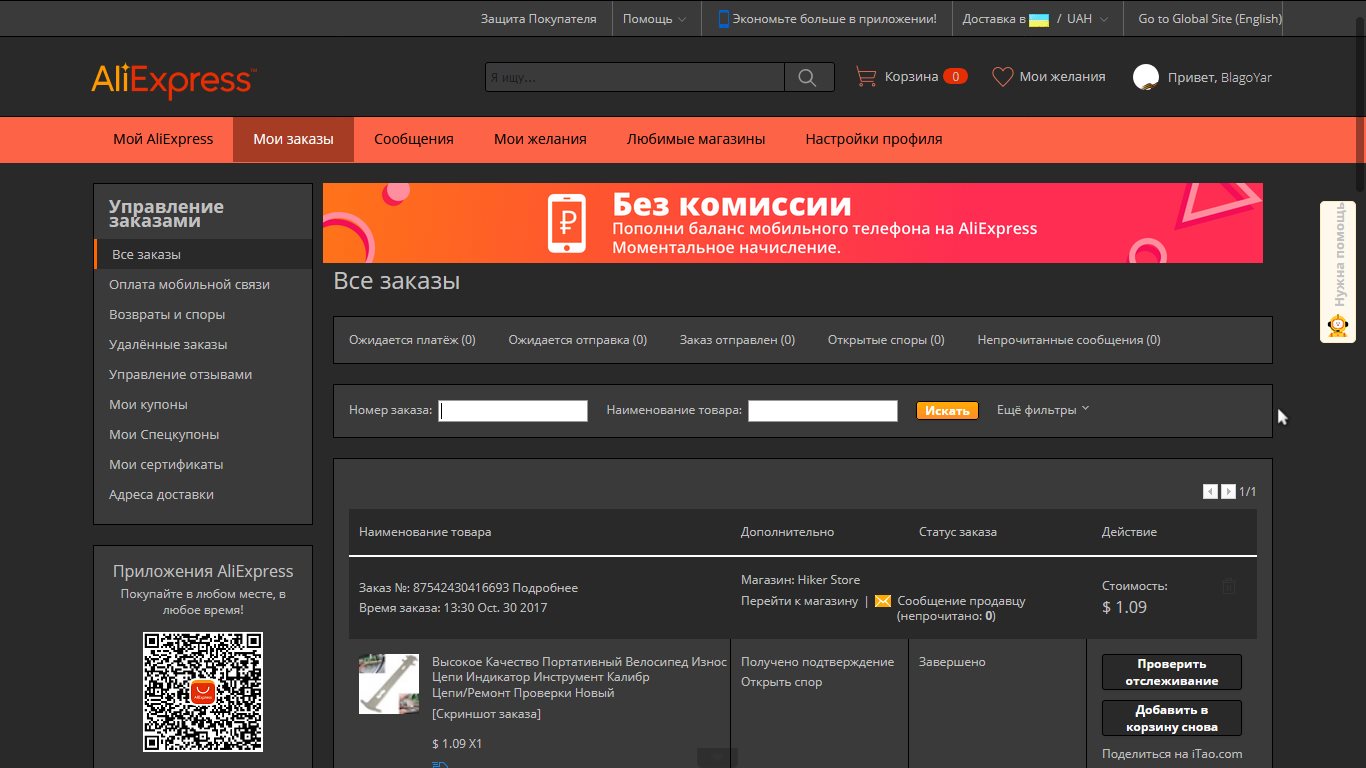 Защита Покупателя
Помощь
Экономьте больше в приложении!
Доставка в / UAH
Go to Global Site (English)
AliExpress™
Я ищу...
Корзина 0
Мои желания
Привет, BlagoYar
Мой AliExpress
Мои заказы
Сообщения
Мои желания
Любимые магазины
Настройки профиля
Управление
заказами
Все заказы
Оплата мобильной связи
Возвраты и споры
Удалённые заказы
Управление отзывами
Мои купоны
Мои Спецкупоны
Мои сертификаты
Адреса доставки
Приложения AliExpress
Покупайте в любом месте, в
любое время!
AliExpress
₽
Без комиссии
Пополни баланс мобильного телефона на AliExpress
Моментальное начисление.
Нужна помощь
Все заказы
Ожидается платёж (0)
Ожидается отправка (0)
Заказ отправлен (0)
Открытые споры (0)
Непрочитанные сообщения (0)
Номер заказа:
Наименование товара:
Искать
Ещё фильтры
1/1
Наименование товара
Дополнительно
Статус заказа
Действие
Заказ №: 87542430416693 Подробнее
Время заказа: 13:30 Oct. 30 2017
Магазин: Hiker Store
Перейти к магазину | Сообщение продавцу
(непрочитано: 0)
Стоимость:
$ 1.09
Высокое Качество Портативный Велосипед Износ
Цепи Индикатор Инструмент Калибр
Цепи/Ремонт Проверки Новый
[Скриншот заказа]
$ 1.09 X1
Получено подтверждение
Открыть спор
Завершено
Проверить
отслеживание
Добавить в
корзину снова
Поделиться на iTao.com